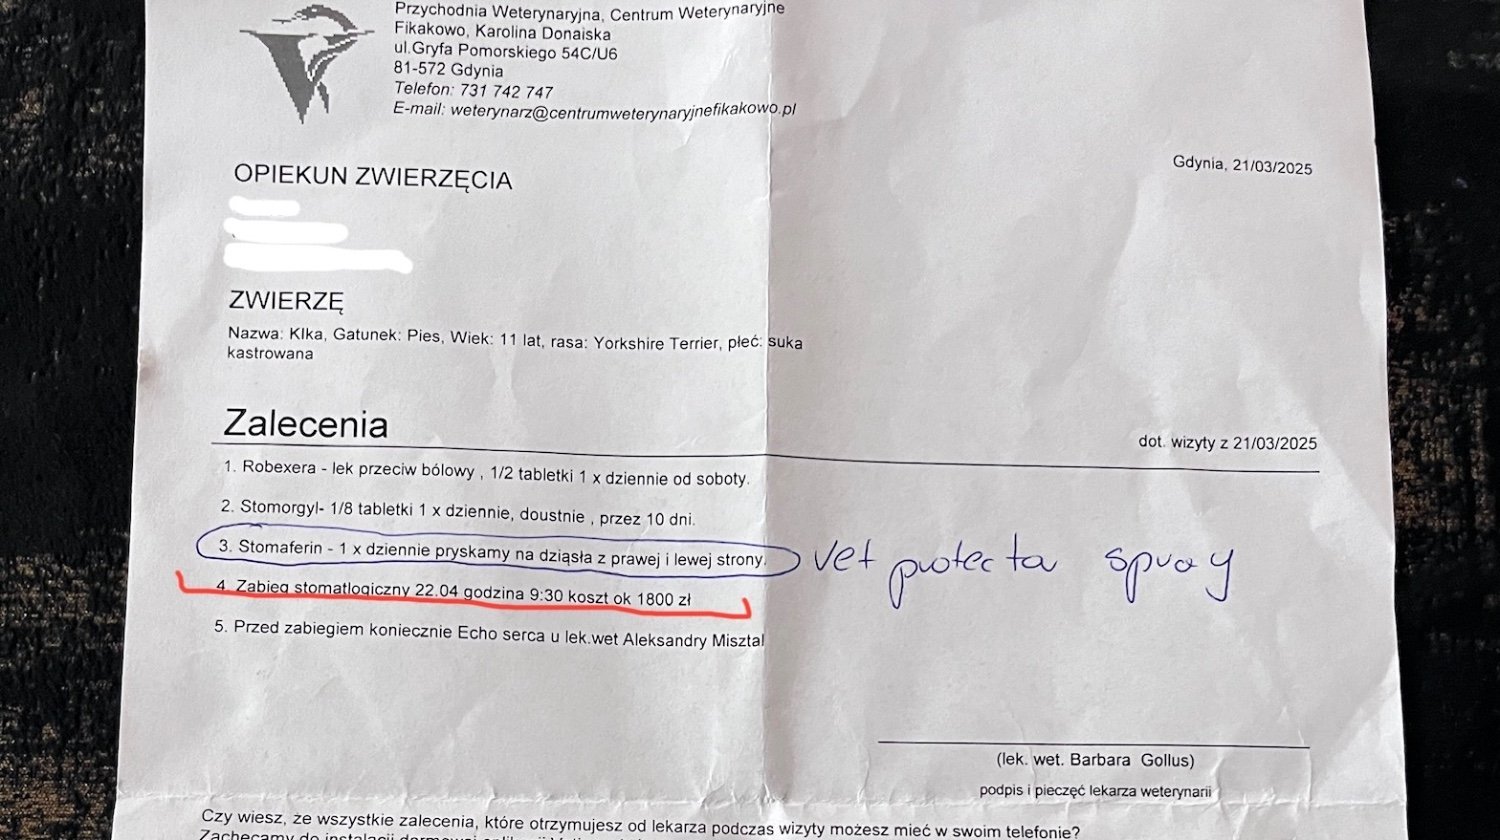 Przychodnia Weterynaryjna, Centrum Weterynaryjne
Fikakowo, Karolina Donaiska
ul.Gryfa Pomorskiego 54C/U6
81-572 Gdynia
Telefon: 731 742 747
E-mail: weterynarz@centrumweterynaryjnefikakowo.pl
Gdynia, 21/03/2025
OPIEKUN ZWIERZĘCIA
ZWIERZĘ
Nazwa: KIka, Gatunek: Pies, Wiek: 11 lat, rasa: Yorkshire Terrier, płeć: suka
kastrowana
Zalecenia
dot. wizyty z 21/03/2025
1. Robexera - lek przeciw bólowy , 1/2 tabletki 1 x dziennie od soboty.
2. Stomorgyl- 1/8 tabletki 1 x dziennie, doustnie , przez 10 dni.
3. Stomaferin - 1 x dziennie pryskamy na dziąsła z prawej i lewej strony. Vet protecta spray
4. Zabieg stomatlogiczny 22.04 godzina 9:30 koszt ok 1800 zł
5. Przed zabiegiem koniecznie Echo serca u lek.wet Aleksandry Misztal
(lek. wet. Barbara Gollus)
podpis i pieczęć lekarza weterynarii
Czy wiesz, że wszystkie zalecenia, które otrzymujesz od lekarza podczas wizyty możesz mieć w swoim telefonie?
Zachęcamy do instalacji darmowej aplikacji